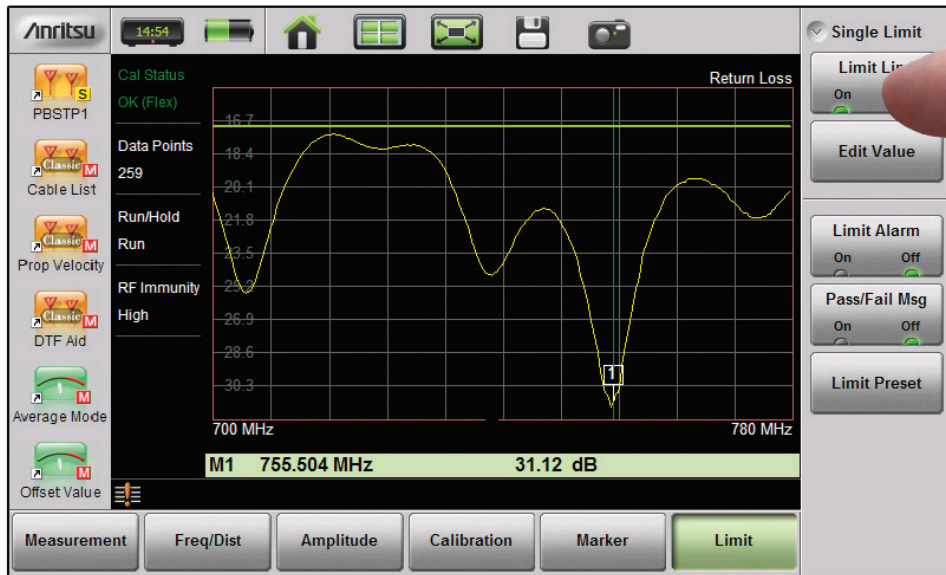 Anritsu
14:54
Single Limit
PBSTP1
S
Classic
M
Cable List
Classic
M
Prop Velocity
Classic
M
DTF Aid
M
Average Mode
M
Offset Value
Cal Status
OK (Flex)
Data Points
259
Run/Hold
Run
RF Immunity
High
Return Loss
16.7
18.4
20.1
21.8
23.5
25.2
26.9
28.6
30.3
1
700 MHz
780 MHz
M1 755.504 MHz 31.12 dB
On
Edit Value
Limit Alarm
On Off
Pass/Fail Msg
On Off
Limit Preset
Measurement
Freq/Dist
Amplitude
Calibration
Marker
Limit